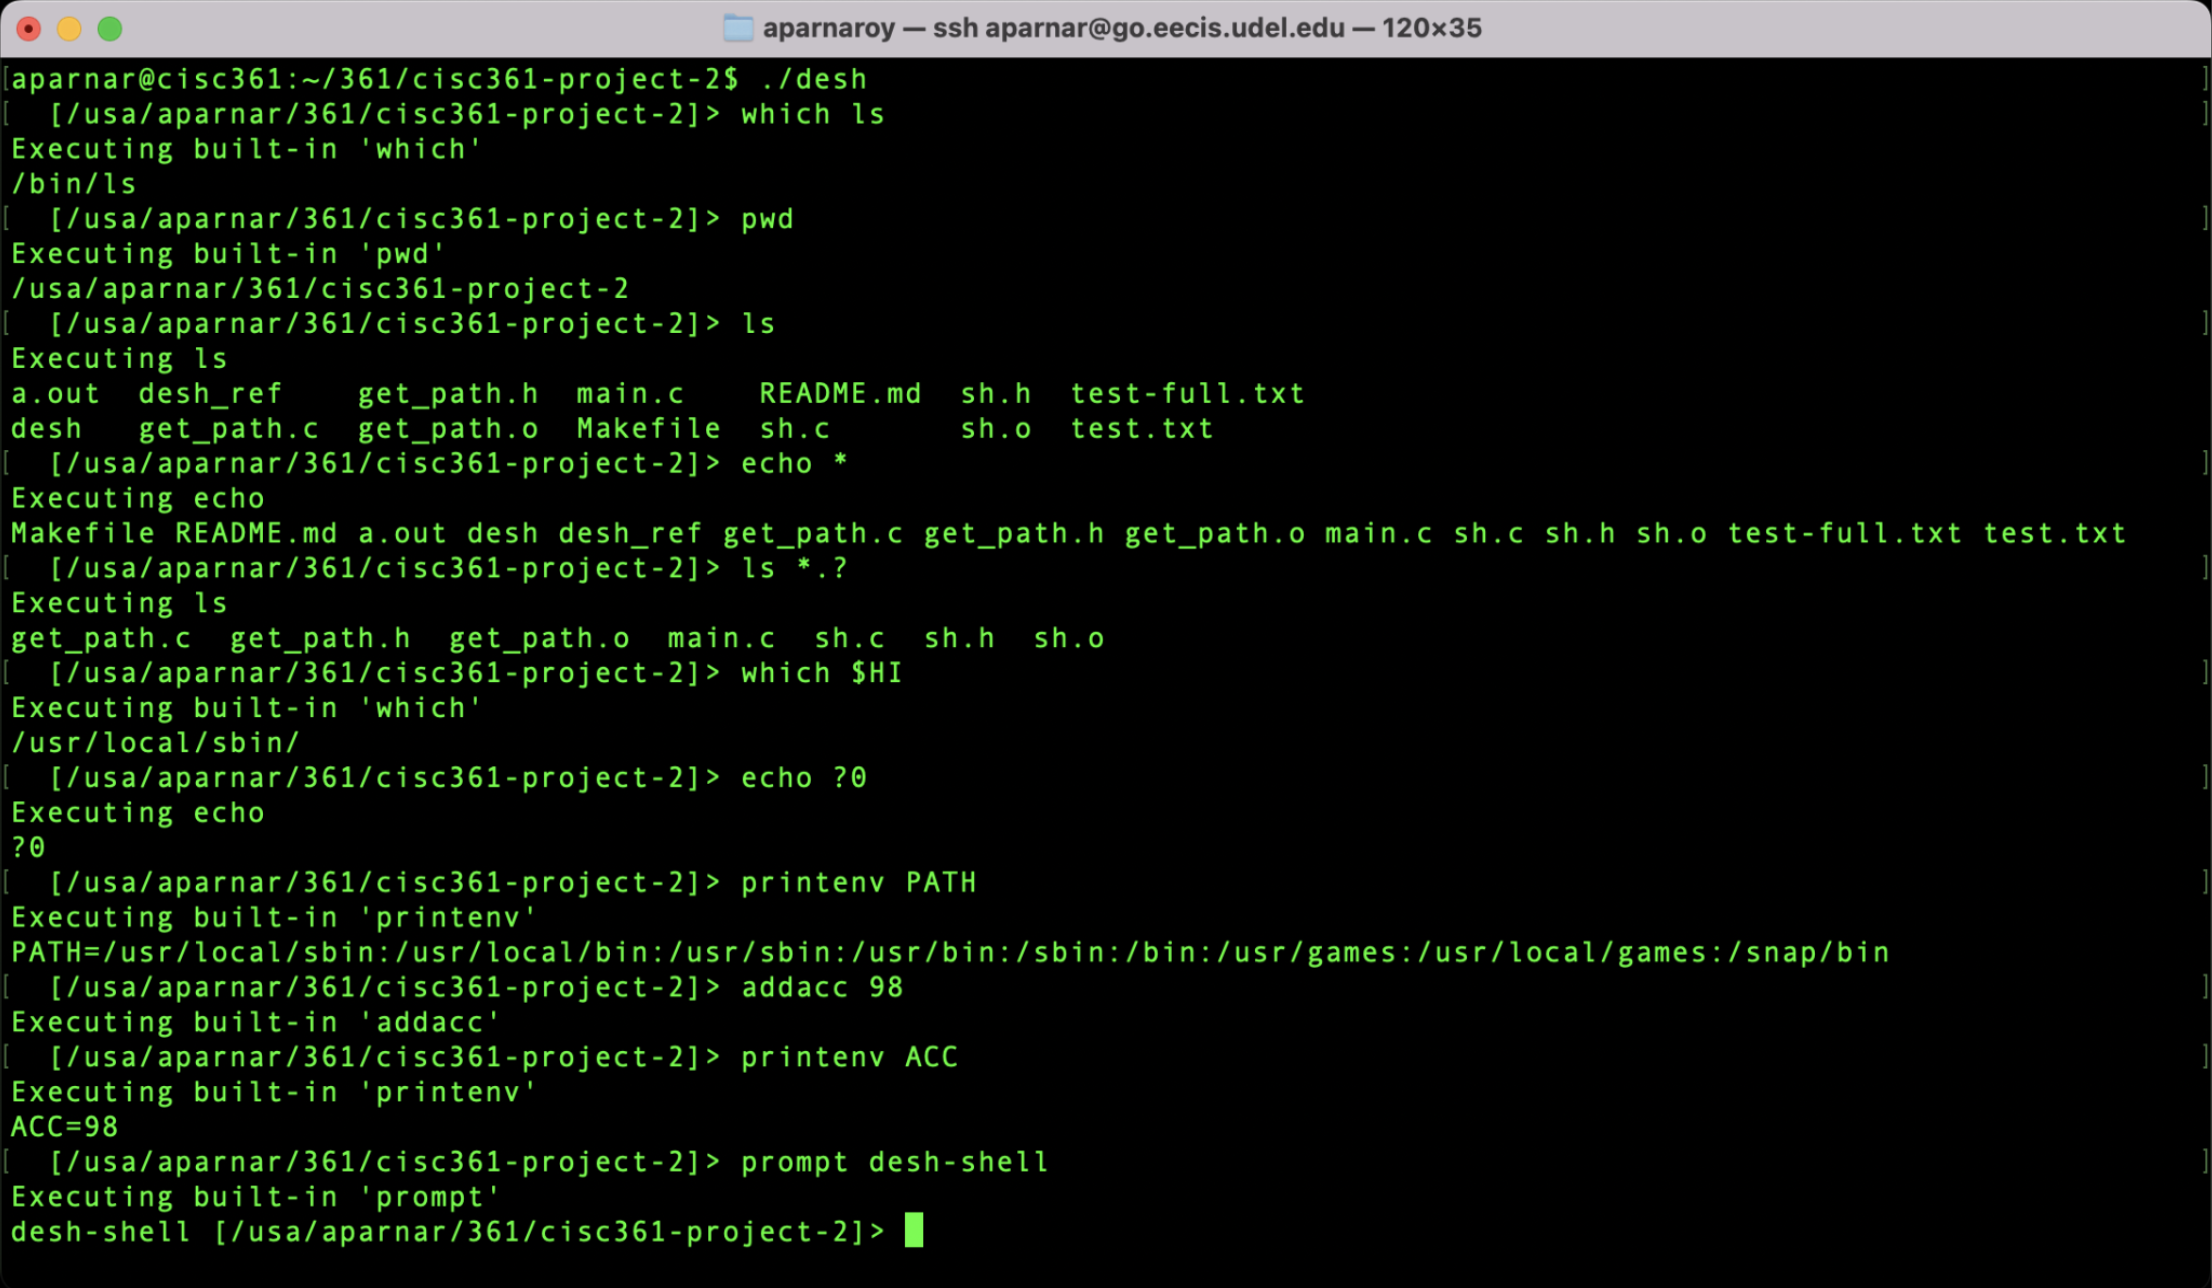 aparnaroy — ssh aparnar@go.eecis.udel.edu — 120×35
[aparnar@cisc361:~/361/cisc361-project-2$ ./desh ]
[  [/usa/aparnar/361/cisc361-project-2]> which ls ]
Executing built-in 'which'
/bin/ls
[  [/usa/aparnar/361/cisc361-project-2]> pwd ]
Executing built-in 'pwd'
/usa/aparnar/361/cisc361-project-2
[  [/usa/aparnar/361/cisc361-project-2]> ls ]
Executing ls
a.out  desh_ref    get_path.h  main.c    README.md  sh.h  test-full.txt
desh   get_path.c  get_path.o  Makefile  sh.c       sh.o  test.txt
[  [/usa/aparnar/361/cisc361-project-2]> echo * ]
Executing echo
Makefile README.md a.out desh desh_ref get_path.c get_path.h get_path.o main.c sh.c sh.h sh.o test-full.txt test.txt
[  [/usa/aparnar/361/cisc361-project-2]> ls *.? ]
Executing ls
get_path.c  get_path.h  get_path.o  main.c  sh.c  sh.h  sh.o
[  [/usa/aparnar/361/cisc361-project-2]> which $HI ]
Executing built-in 'which'
/usr/local/sbin/
[  [/usa/aparnar/361/cisc361-project-2]> echo ?0 ]
Executing echo
?0
[  [/usa/aparnar/361/cisc361-project-2]> printenv PATH ]
Executing built-in 'printenv'
PATH=/usr/local/sbin:/usr/local/bin:/usr/sbin:/usr/bin:/sbin:/bin:/usr/games:/usr/local/games:/snap/bin
[  [/usa/aparnar/361/cisc361-project-2]> addacc 98 ]
Executing built-in 'addacc'
[  [/usa/aparnar/361/cisc361-project-2]> printenv ACC ]
Executing built-in 'printenv'
ACC=98
[  [/usa/aparnar/361/cisc361-project-2]> prompt desh-shell ]
Executing built-in 'prompt'
desh-shell [/usa/aparnar/361/cisc361-project-2]>